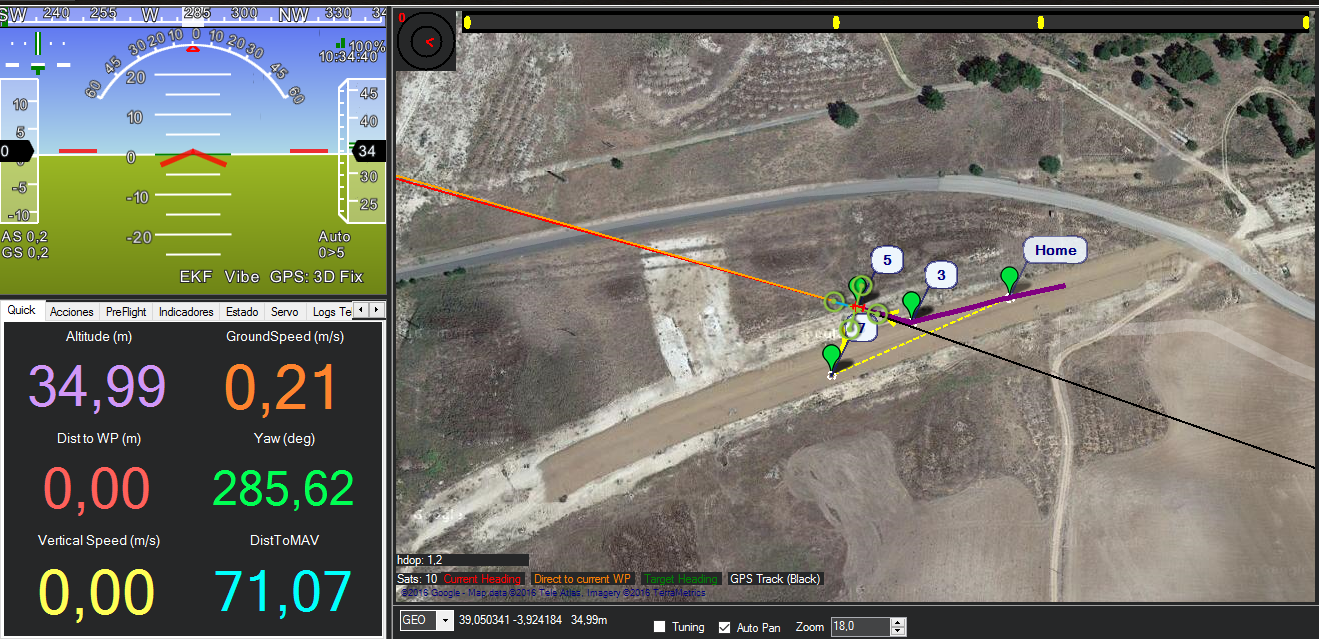 SW 240 255 W 285 300 NW 330 34
100%
10:34:40
60 45 30 20 10 0 10 20 30 45 60
20
10
0
-10
-20
10
5
0
-5
-10
45
40
34
30
25
AS 0,2
GS 0,2
Auto
0>5
EKF Vibe GPS: 3D Fix
Quick Acciones PreFlight Indicadores Estado Servo Logs Te
Altitude (m) GroundSpeed (m/s)
34,99 0,21
Dist to WP (m) Yaw (deg)
0,00 285,62
Vertical Speed (m/s) DistToMAV
0,00 71,07
0
5
3
Home
7
hdop: 1,2
Sats: 10 Current Heading Direct to current WP Target Heading GPS Track (Black)
©2016 Google - Map data ©2016 Tele Atlas, Imagery ©2016 TerraMetrics
GEO 39,050341 -3,924184 34,99m Tuning Auto Pan Zoom 18,0